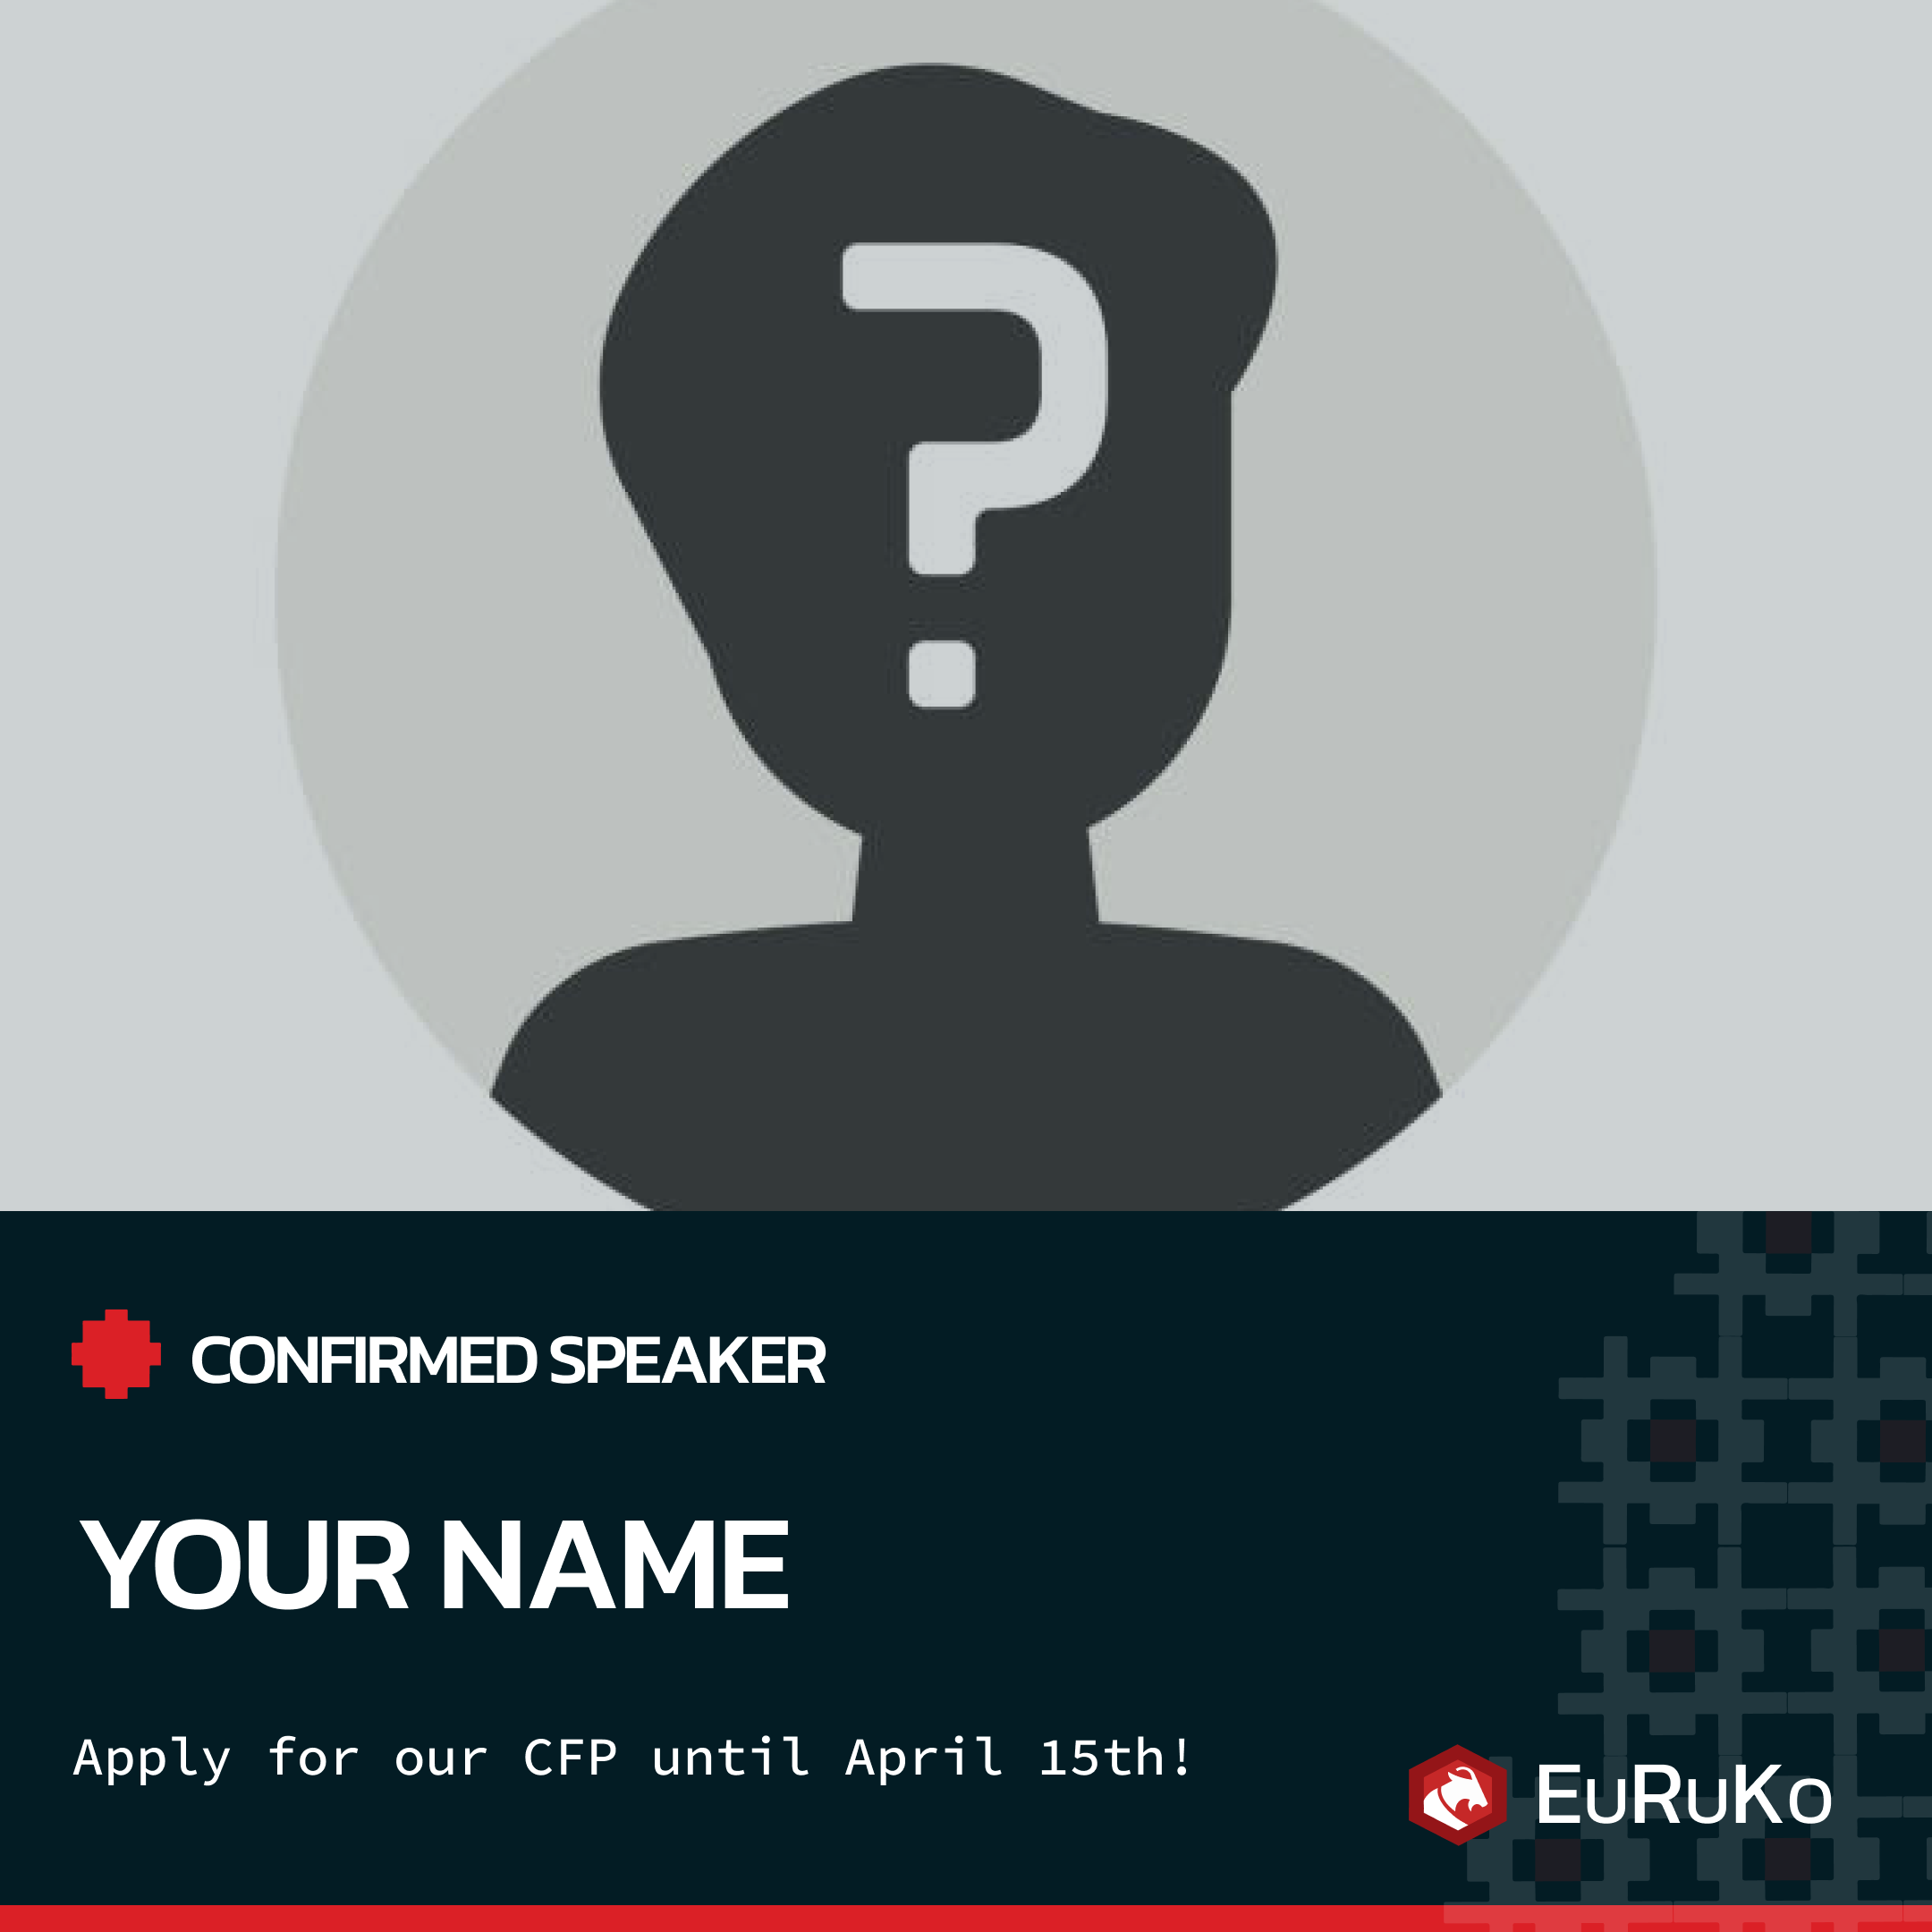 ?
CONFIRMED SPEAKER
YOUR NAME
Apply for our CFP until April 15th!
EuRuKo